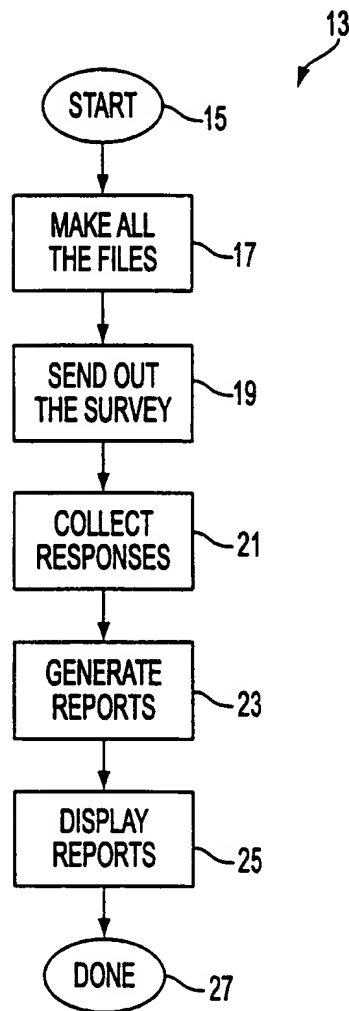 13
START
15
MAKE ALL
THE FILES
17
SEND OUT
THE SURVEY
19
COLLECT
RESPONSES
21
GENERATE
REPORTS
23
DISPLAY
REPORTS
25
DONE
27